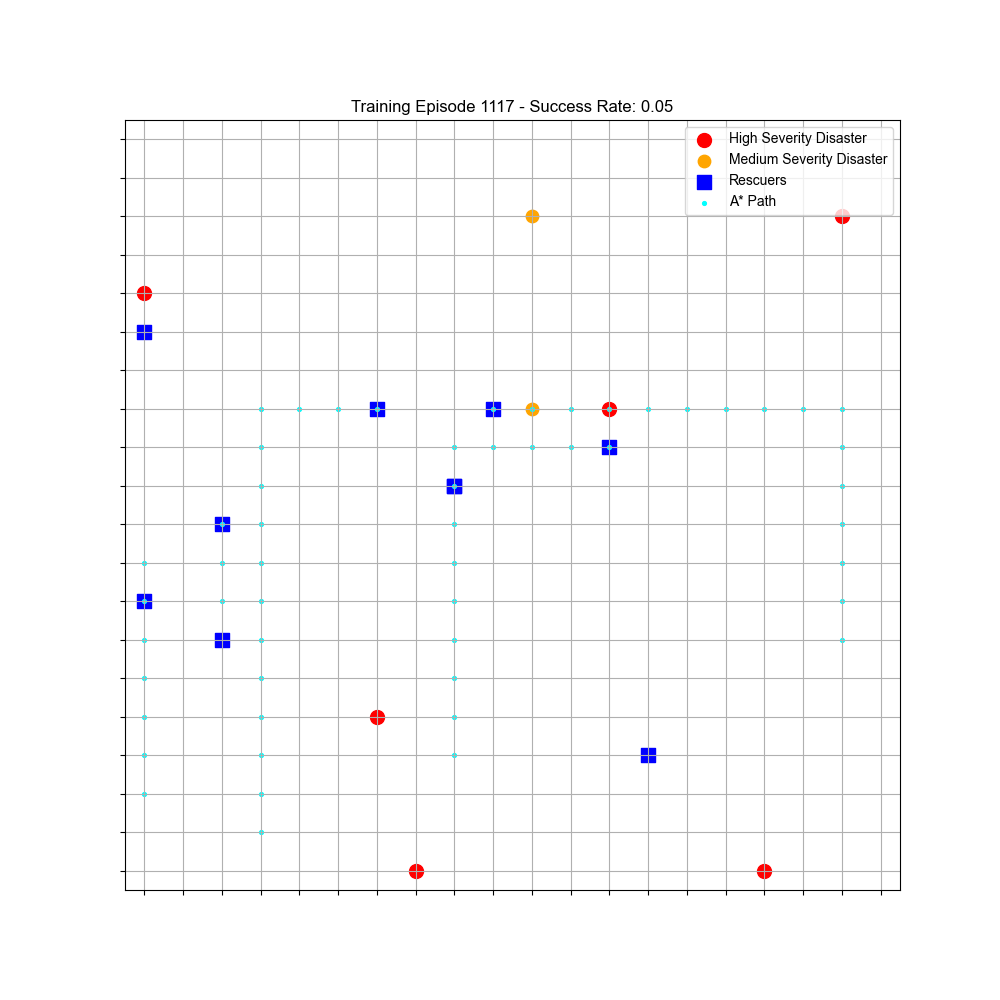 Training Episode 1117 - Success Rate: 0.05
High Severity Disaster
Medium Severity Disaster
Rescuers
A* Path